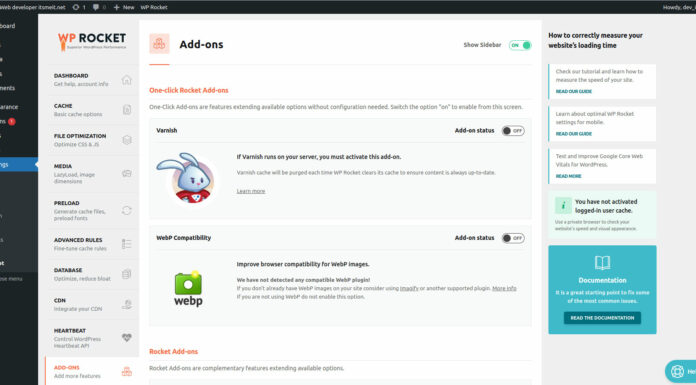 Web developer itsmeit.net 1 0 New WP Rocket Howdy, dev_i
WP ROCKET
Superior WordPress Performance
DASHBOARD
Get help, account info
CACHE
Basic cache options
FILE OPTIMIZATION
Optimize CSS & JS
MEDIA
LazyLoad, image
dimensions
PRELOAD
Generate cache files,
preload fonts
ADVANCED RULES
Fine-tune cache rules
DATABASE
Optimize, reduce bloat
CDN
Integrate your CDN
HEARTBEAT
Control WordPress
Heartbeat API
ADD-ONS
Add more features
Add-ons
Show Sidebar ON
One-click Rocket Add-ons
One-Click Add-ons are features extending available options without configuration needed. Switch the option "on" to enable from this screen.
Varnish
Add-on status OFF
If Varnish runs on your server, you must activate this add-on.
Varnish cache will be purged each time WP Rocket clears its cache to ensure content is always up-to-date.
Learn more
WebP Compatibility
Add-on status OFF
webp
Improve browser compatibility for WebP images.
We have not detected any compatible WebP plugin!
If you don't already have WebP images on your site consider using Imagify or another supported plugin. More info
If you are not using WebP do not enable this option.
Rocket Add-ons
Rocket Add-ons are complementary features extending available options.
How to correctly measure your
website's loading time
Check our tutorial and learn how to
measure the speed of your site.
READ OUR GUIDE
Learn about optimal WP Rocket
settings for mobile.
READ OUR GUIDE
Test and Improve Google Core Web
Vitals for WordPress.
READ MORE
You have not activated
logged-in user cache.
Use a private browser to check your
website's speed and visual appearance.
Documentation
It is a great starting point to fix some
of the most common issues.
READ THE DOCUMENTATION